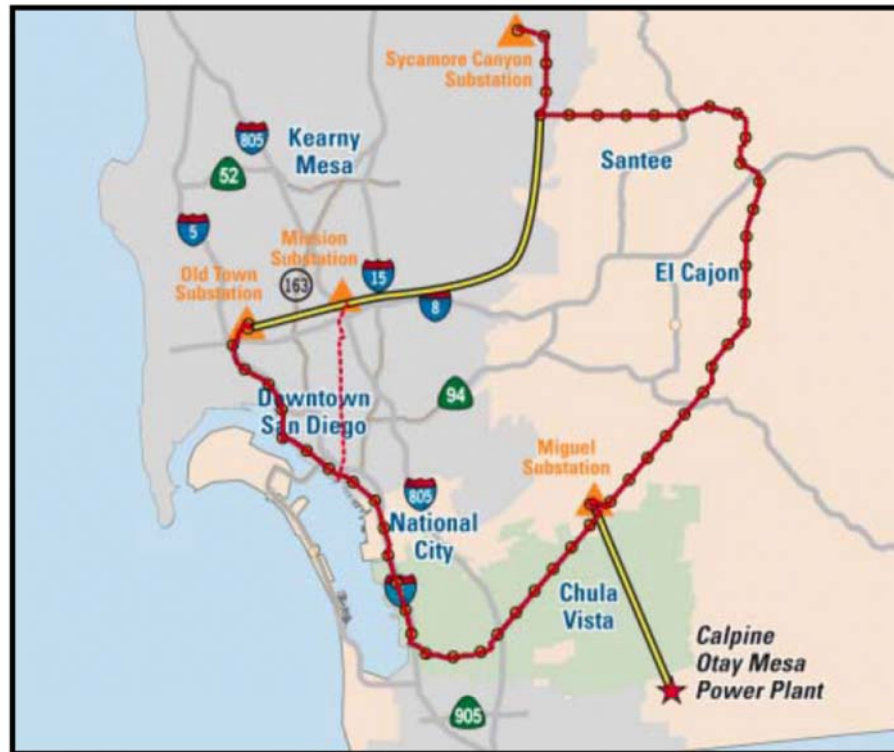 Sycamore Canyon
Substation
805
Kearny
Mesa
52
Santee
5
Mission
Substation
15
Old Town
Substation
163
El Cajon
8
94
Downtown
San Diego
Miguel
Substation
805
National
City
Chula
Vista
Calpine
Otay Mesa
Power Plant
905